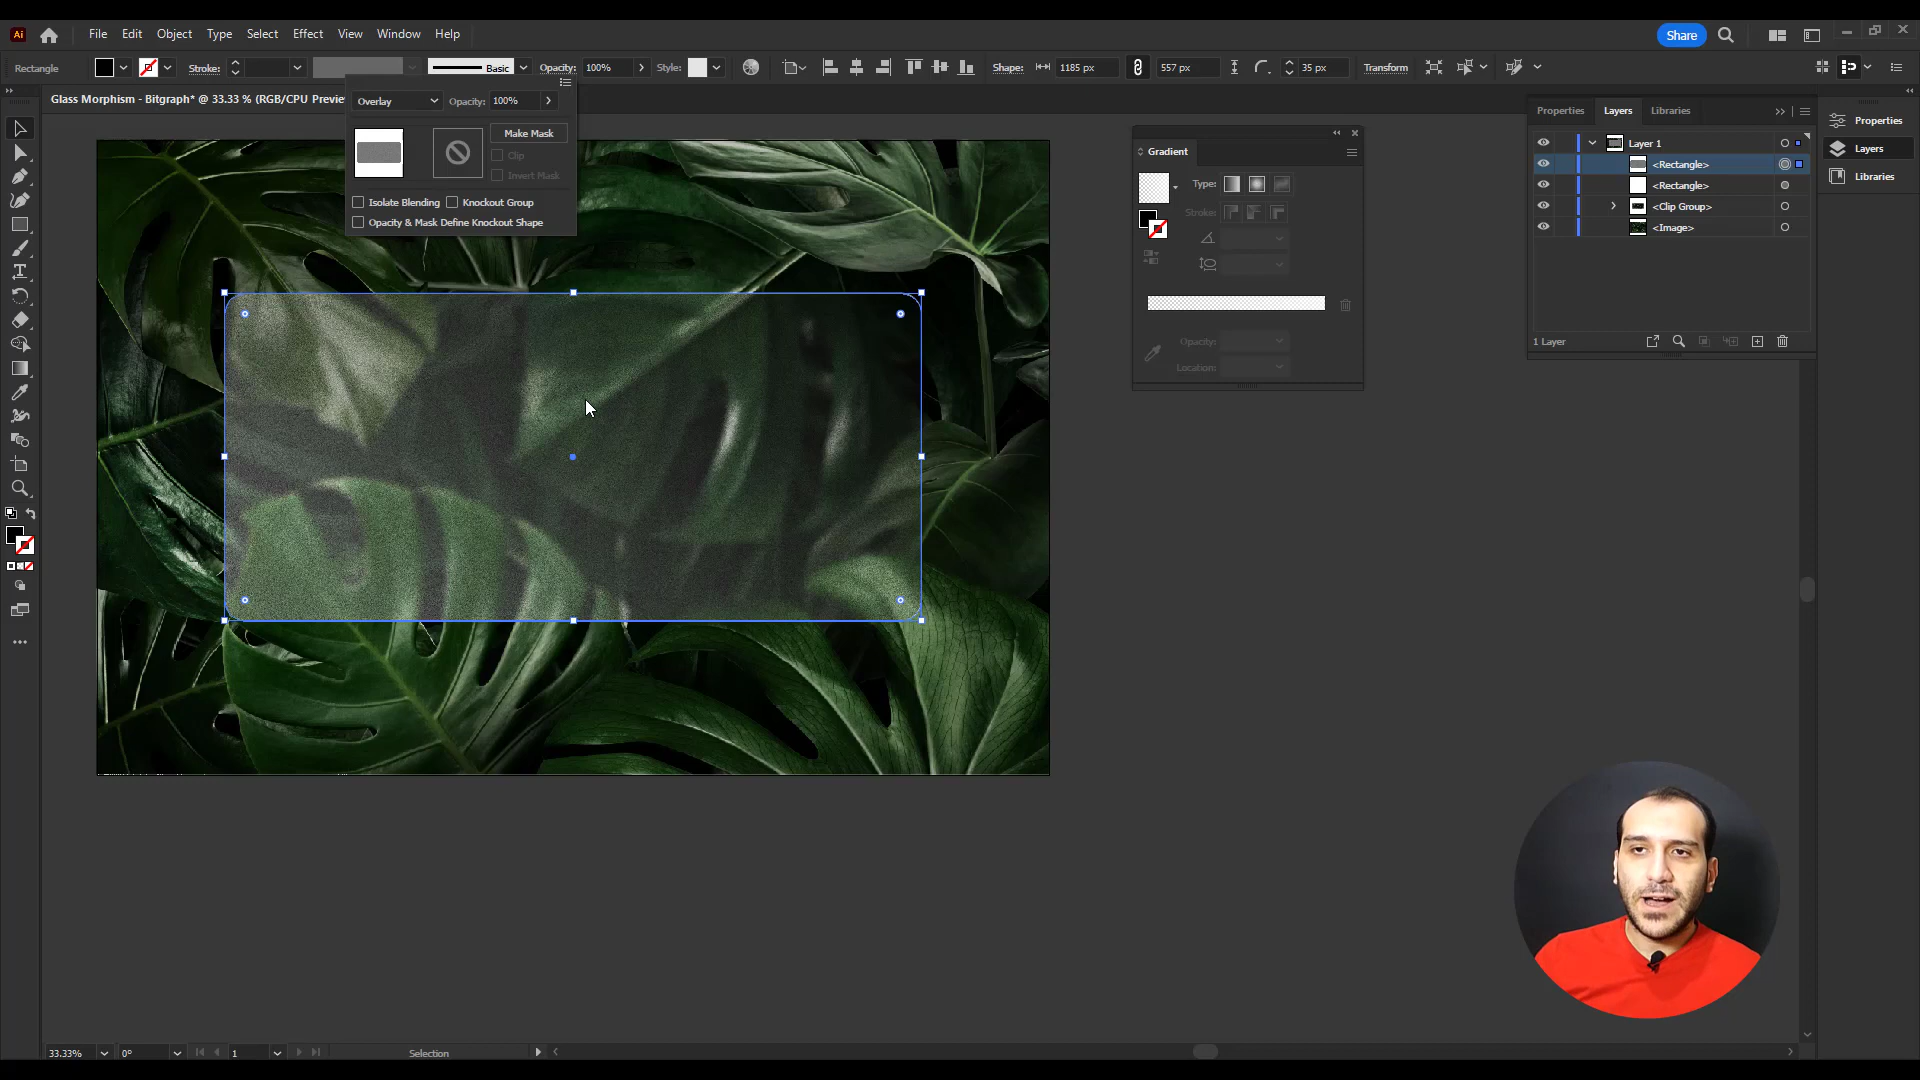 Ai File Edit Object Type Select Effect View Window Help Share
Rectangle Stroke: Basic Opacity: 100% Style: Shape: 1185 px 557 px 35 px Transform
Glass Morphism - Bitgraph* @ 33.33 % (RGB/CPU Preview
Overlay Opacity: 100%
Make Mask
Clip
Invert Mask
Isolate Blending Knockout Group
Opacity & Mask Define Knockout Shape
Gradient
Type:
Stroke:
Opacity:
Location:
Properties Layers Libraries
Layer 1
<Rectangle>
<Rectangle>
<Clip Group>
<Image>
1 Layer
Properties
Layers
Libraries
33.33% 0° 1 Selection